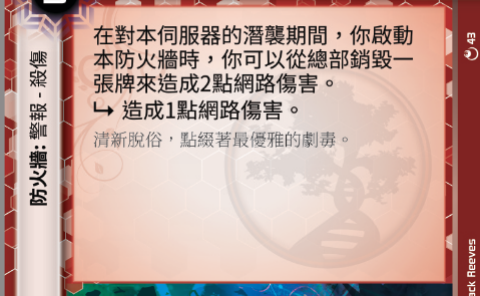 在對本伺服器的潛襲期間，你啟動
本防火牆時，你可以從總部銷毀一
張牌來造成2點網路傷害。
↳ 造成1點網路傷害。
清新脫俗，點綴著最優雅的劇毒。
防火牆: 警報 - 殺傷
43
ack Reeves